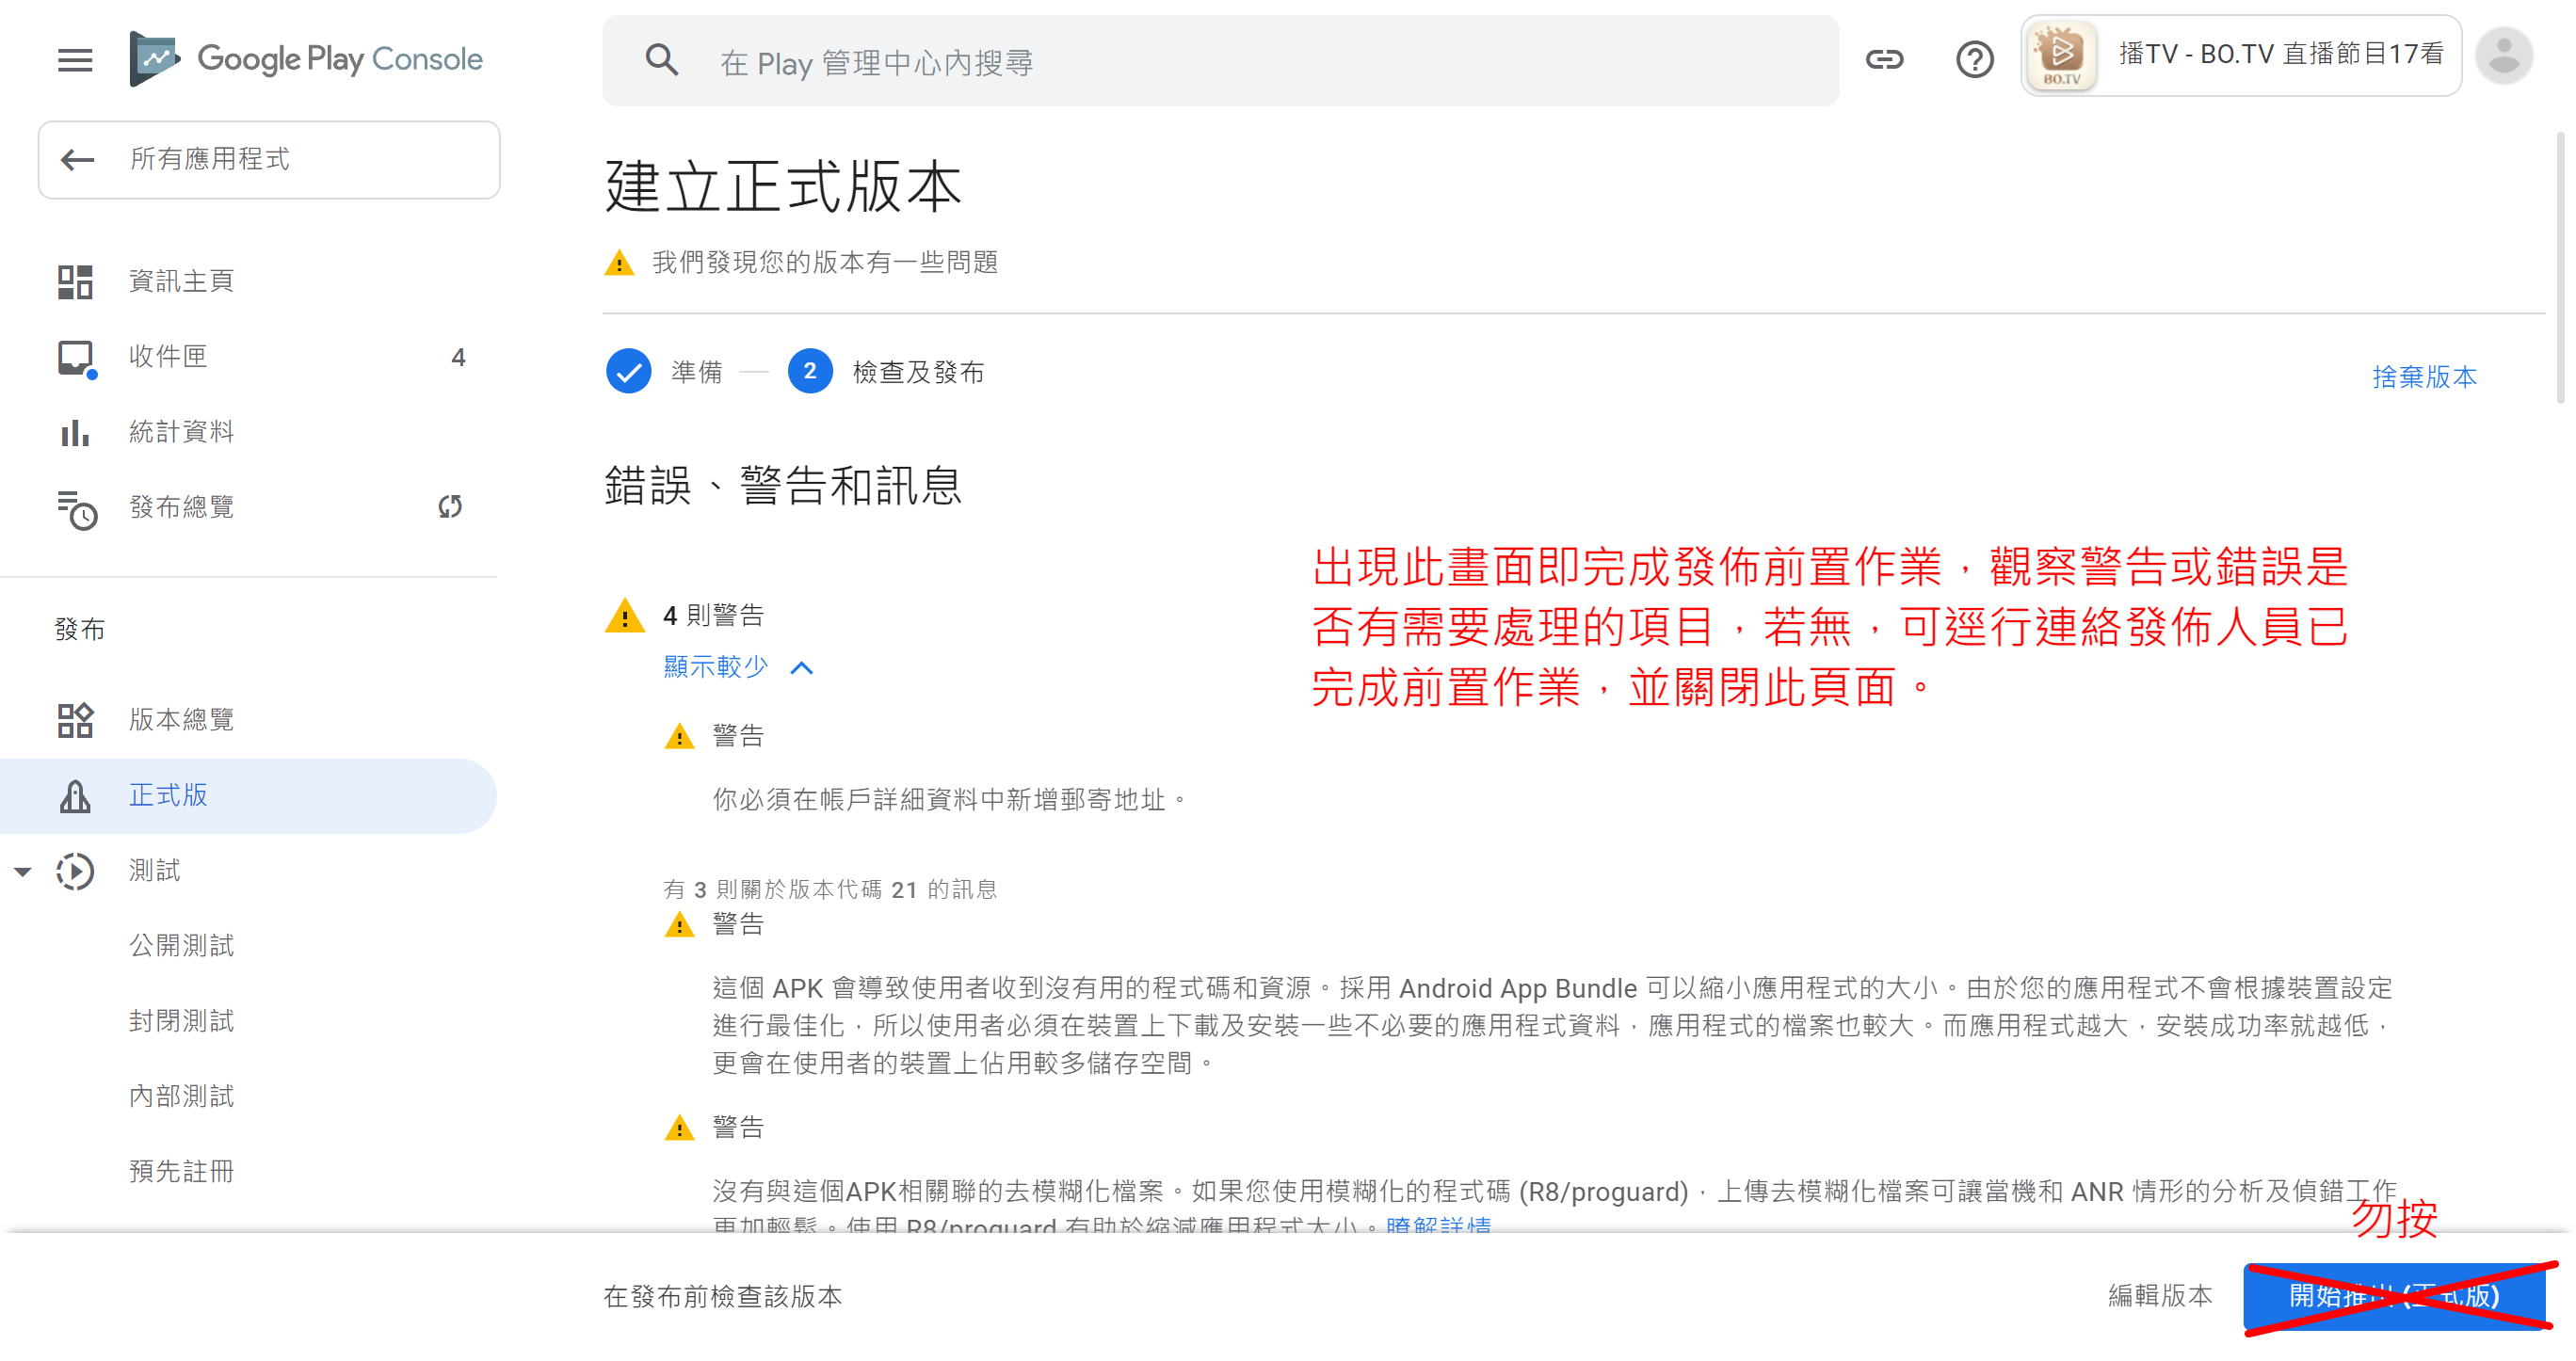 Google Play Console
在 Play 管理中心內搜尋
播TV - BO.TV 直播節目17看
BO.TV
所有應用程式
資訊主頁
收件匣 4
統計資料
發布總覽
發布
版本總覽
正式版
測試
公開測試
封閉測試
內部測試
預先註冊
建立正式版本
我們發現您的版本有一些問題
準備 2 檢查及發布
捨棄版本
錯誤、警告和訊息
出現此畫面即完成發佈前置作業，觀察警告或錯誤是
否有需要處理的項目，若無，可逕行連絡發佈人員已
完成前置作業，並關閉此頁面。
4 則警告
顯示較少
警告
你必須在帳戶詳細資料中新增郵寄地址。
有 3 則關於版本代碼 21 的訊息
警告
這個 APK 會導致使用者收到沒有用的程式碼和資源。採用 Android App Bundle 可以縮小應用程式的大小。由於您的應用程式不會根據裝置設定
進行最佳化，所以使用者必須在裝置上下載及安裝一些不必要的應用程式資料，應用程式的檔案也較大。而應用程式越大，安裝成功率就越低，
更會在使用者的裝置上佔用較多儲存空間。
警告
沒有與這個APK相關聯的去模糊化檔案。如果您使用模糊化的程式碼 (R8/proguard)，上傳去模糊化檔案可讓當機和 ANR 情形的分析及偵錯工作
更加輕鬆。使用 R8/proguard 有助於縮減應用程式大小。瞭解詳情
勿按
在發布前檢查該版本
編輯版本
開始推出 (正式版)